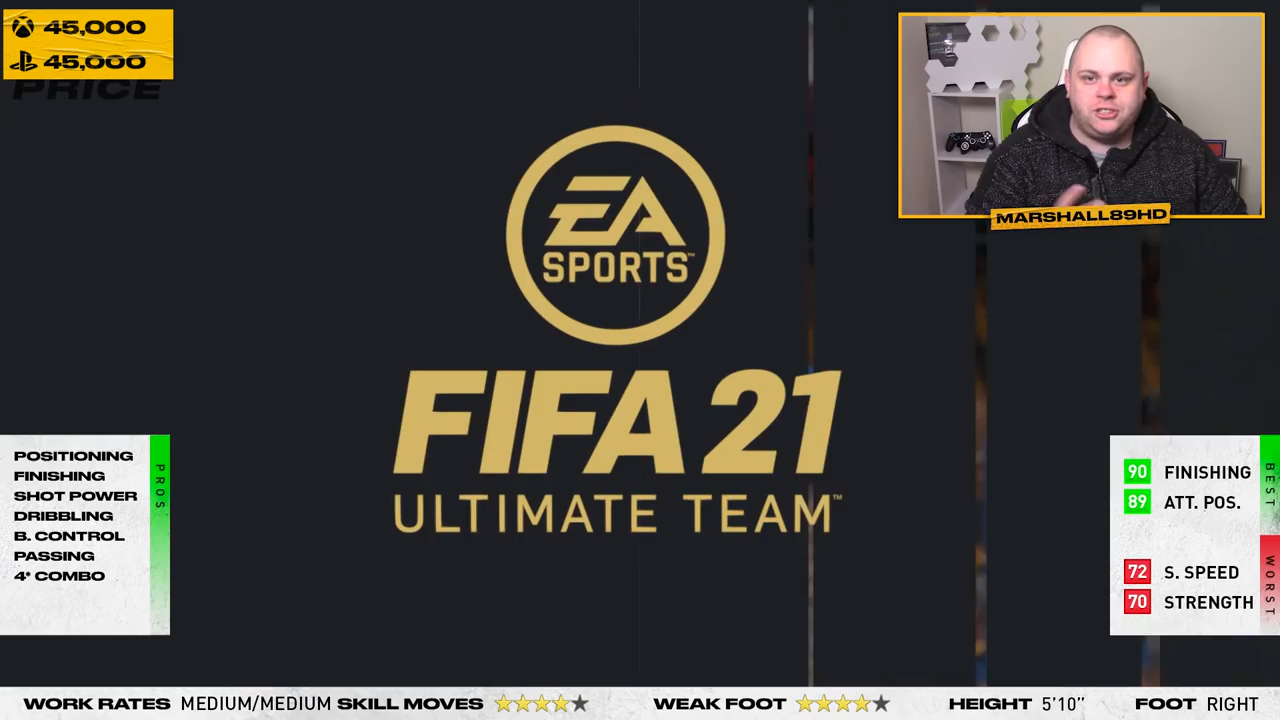 45,000
45,000
PRICE
MARSHALL89HD
EA
SPORTS™
FIFA 21
ULTIMATE TEAM™
POSITIONING
FINISHING
SHOT POWER
DRIBBLING
B. CONTROL
PASSING
4* COMBO
PROS
90 FINISHING
89 ATT. POS.
BEST
72 S. SPEED
70 STRENGTH
WORST
WORK RATES MEDIUM/MEDIUM SKILL MOVES WEAK FOOT HEIGHT 5'10" FOOT RIGHT